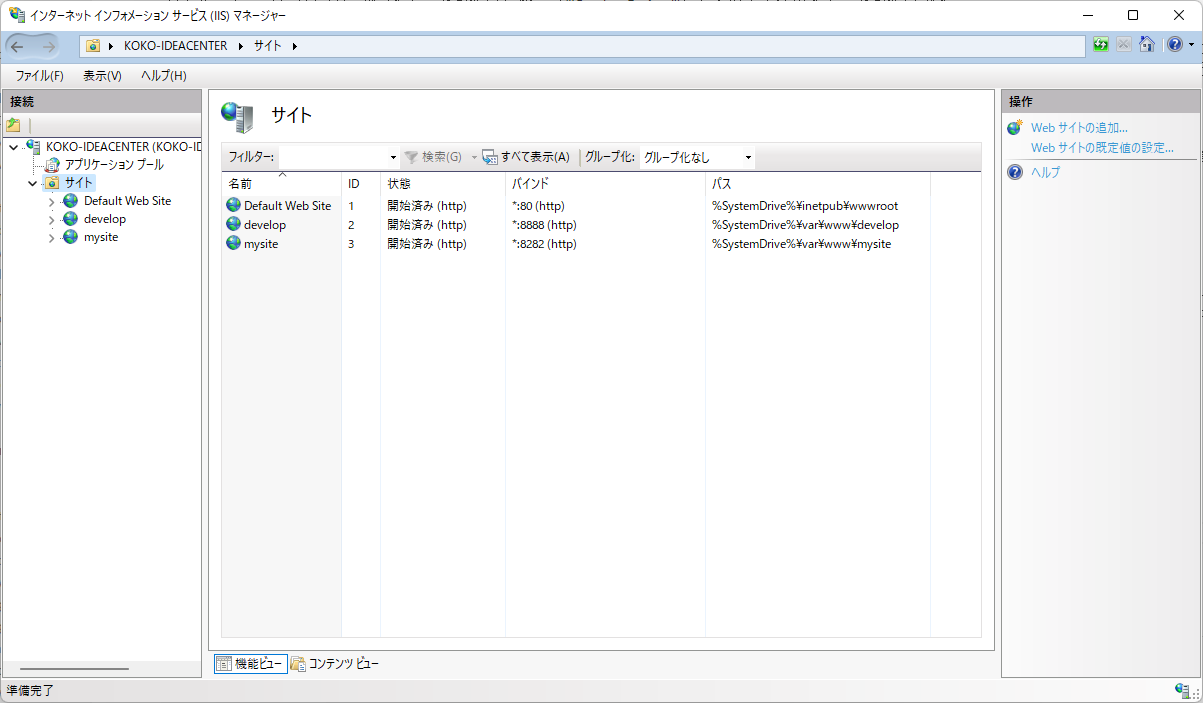 インターネット インフォメーション サービス (IIS) マネージャー
KOKO-IDEACENTER サイト
ファイル(F) 表示(V) ヘルプ(H)
接続
KOKO-IDEACENTER (KOKO-ID
アプリケーション プール
サイト
Default Web Site
develop
mysite
サイト
フィルター: 検索(G) すべて表示(A) グループ化: グループ化なし
名前 ID 状態 バインド パス
Default Web Site 1 開始済み (http) *:80 (http) %SystemDrive%¥inetpub¥wwwroot
develop 2 開始済み (http) *:8888 (http) %SystemDrive%¥var¥www¥develop
mysite 3 開始済み (http) *:8282 (http) %SystemDrive%¥var¥www¥mysite
機能ビュー コンテンツ ビュー
操作
Web サイトの追加...
Web サイトの既定値の設定...
ヘルプ
準備完了